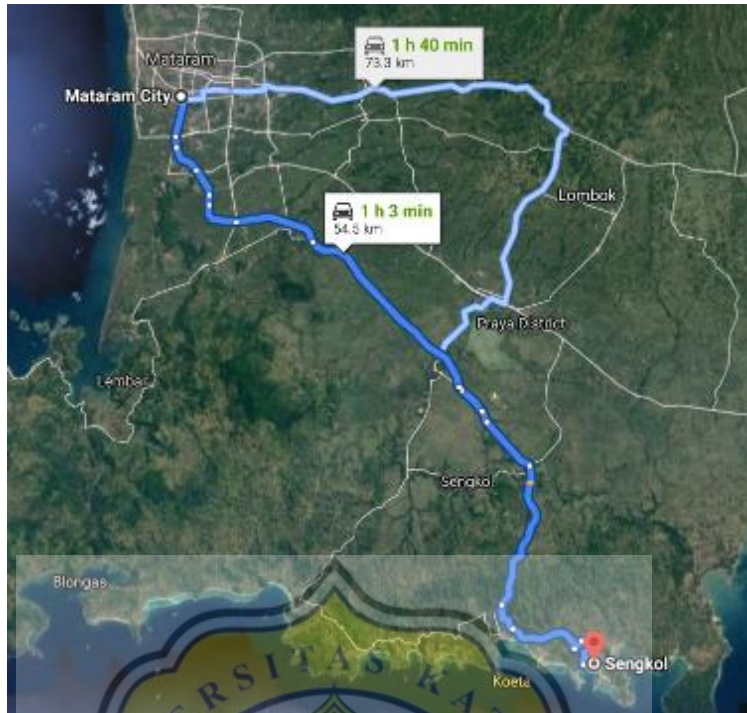 1 h 40 min
73.3 km
Mataram
Mataram City
Lombok
1 h 3 min
54.5 km
Praya District
Lembar
Sengkol
Blongas
Sengkol
Koeta
ERSITAS KA